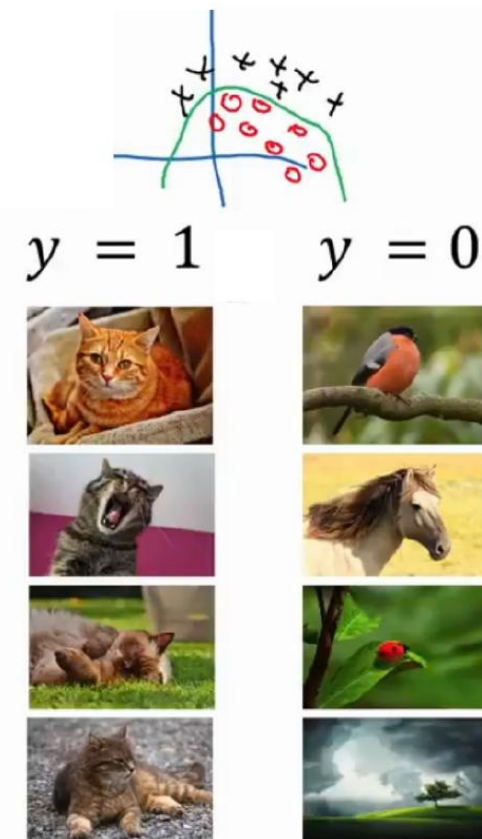 y = 1
y = 0